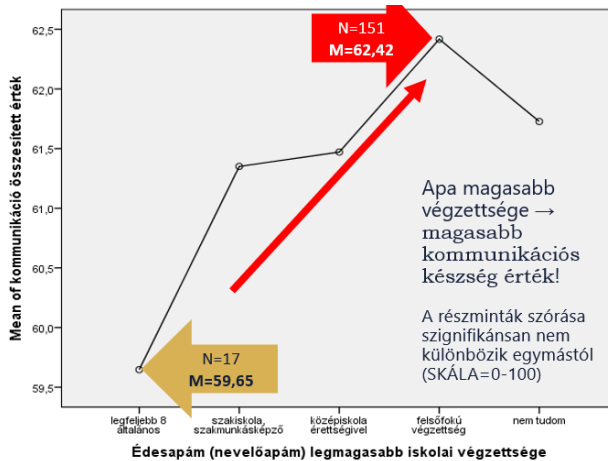 62,5
62,0
61,5
61,0
60,5
60,0
59,5
Mean of kommunikáció összesített érték
N=151
M=62,42
Apa magasabb
végzettsége →
magasabb
kommunikációs
készség érték!
A részminták szórása
szignifikánsan nem
különbözik egymástól
(SKÁLA=0-100)
N=17
M=59,65
legfeljebb 8
általános
szakiskola,
szakmunkásképző
középiskola
érettségivel
felsőfokú
végzettség
nem tudom
Édesapám (nevelőapám) legmagasabb iskolai végzettsége